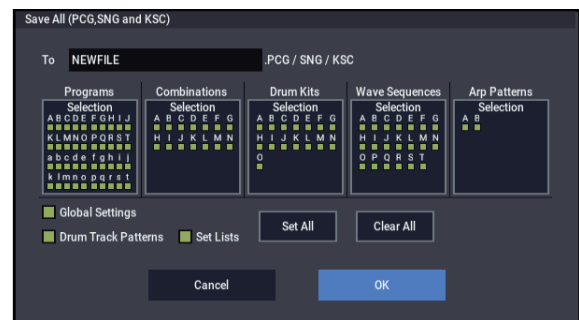 Save All (PCG,SNG and KSC)
To NEWFILE .PCG / SNG / KSC
Programs Combinations Drum Kits Wave Sequences Arp Patterns
Selection Selection Selection Selection Selection
A B C D E F G H I J A B C D E F G A B C D E F G A B C D E F G A B
K L M N O P Q R S T H I J K L M N H I J K L M N H I J K L M N
a b c d e f g h i j O O P Q R S T
k l m n o p q r s t
Global Settings
Drum Track Patterns Set Lists Set All Clear All
Cancel OK